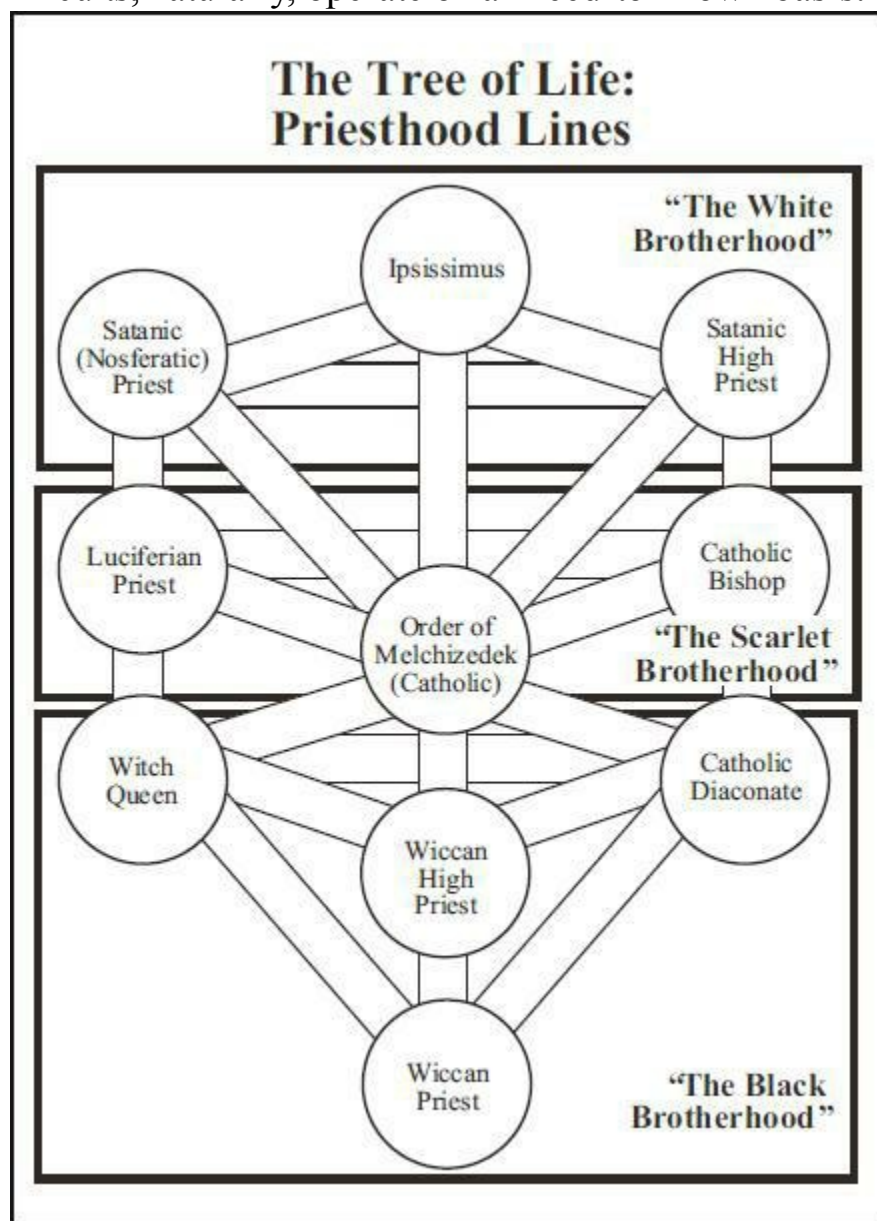 The Tree of Life:
Priesthood Lines
"The White
Brotherhood"
Ipsissimus
Satanic
(Nosferatic)
Priest
Satanic
High
Priest
Luciferian
Priest
Catholic
Bishop
Order of
Melchizedek
(Catholic)
"The Scarlet
Brotherhood"
Witch
Queen
Catholic
Diaconate
Wiccan
High
Priest
Wiccan
Priest
"The Black
Brotherhood"